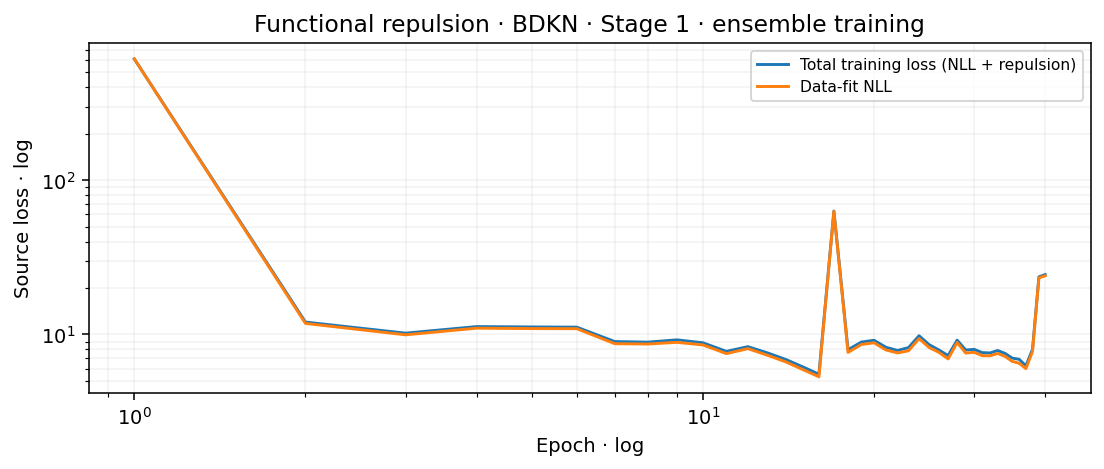 Functional repulsion · BDKN · Stage 1 · ensemble training
Total training loss (NLL + repulsion)
Data-fit NLL
Source loss · log
10²
10¹
10⁰
10¹
Epoch · log